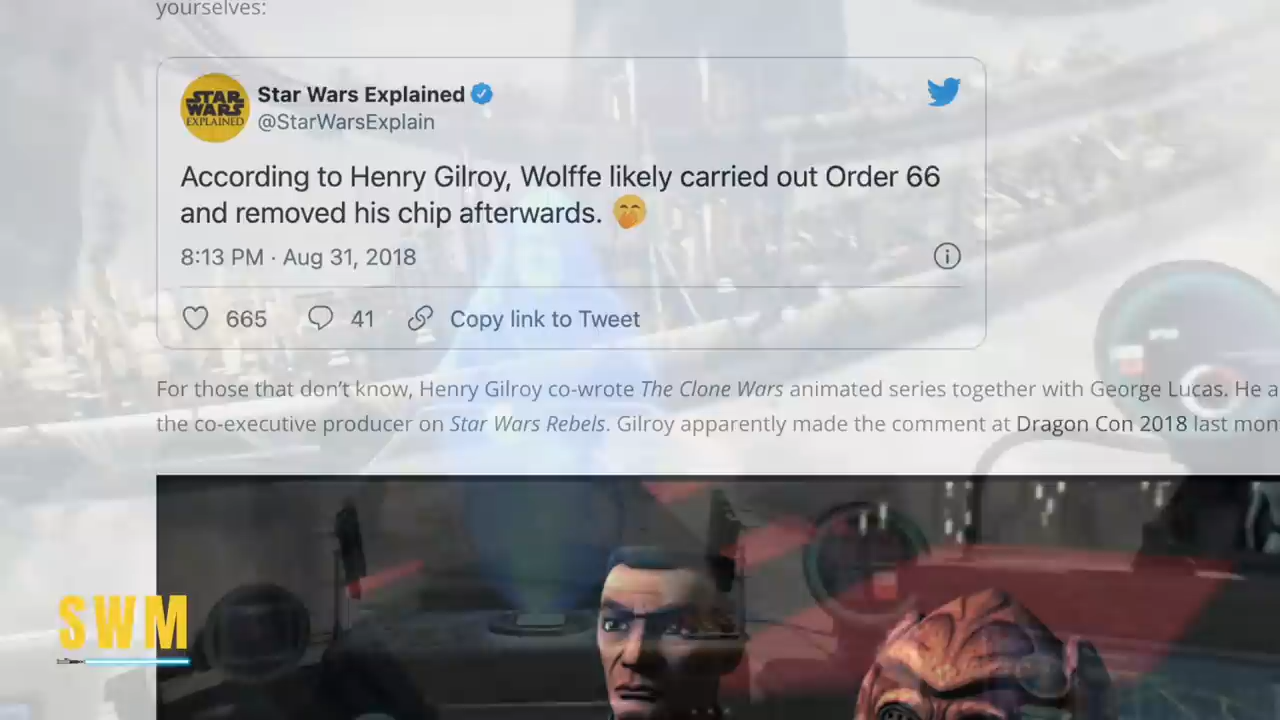 yourselves:
STAR
WARS
EXPLAINED
Star Wars Explained
@StarWarsExplain
According to Henry Gilroy, Wolffe likely carried out Order 66
and removed his chip afterwards. 🤭
8:13 PM · Aug 31, 2018
665 41 Copy link to Tweet
For those that don’t know, Henry Gilroy co-wrote The Clone Wars animated series together with George Lucas. He a
the co-executive producer on Star Wars Rebels. Gilroy apparently made the comment at Dragon Con 2018 last mon
SWM